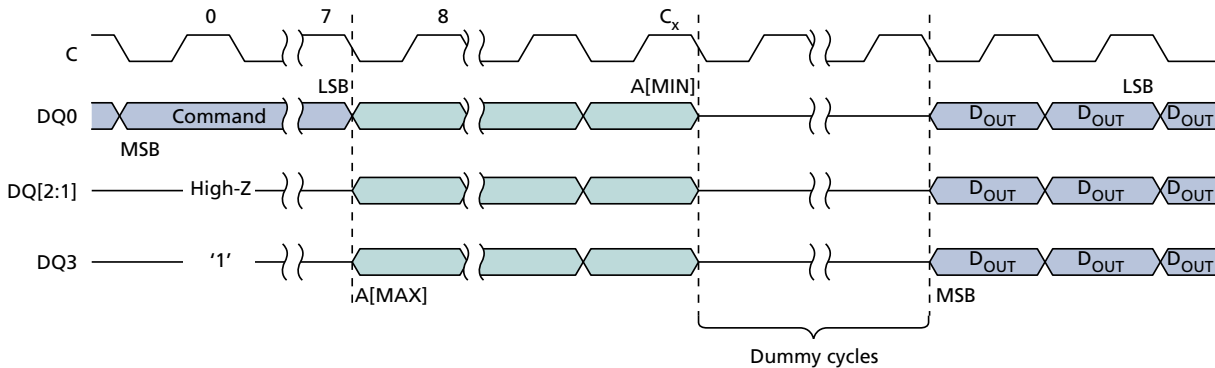 0 7 8 Cx
C
LSB A[MIN] LSB
DQ0 Command DOUT DOUT DOUT
MSB
DQ[2:1] High-Z DOUT DOUT DOUT
DQ3 '1' DOUT DOUT DOUT
A[MAX] MSB
Dummy cycles